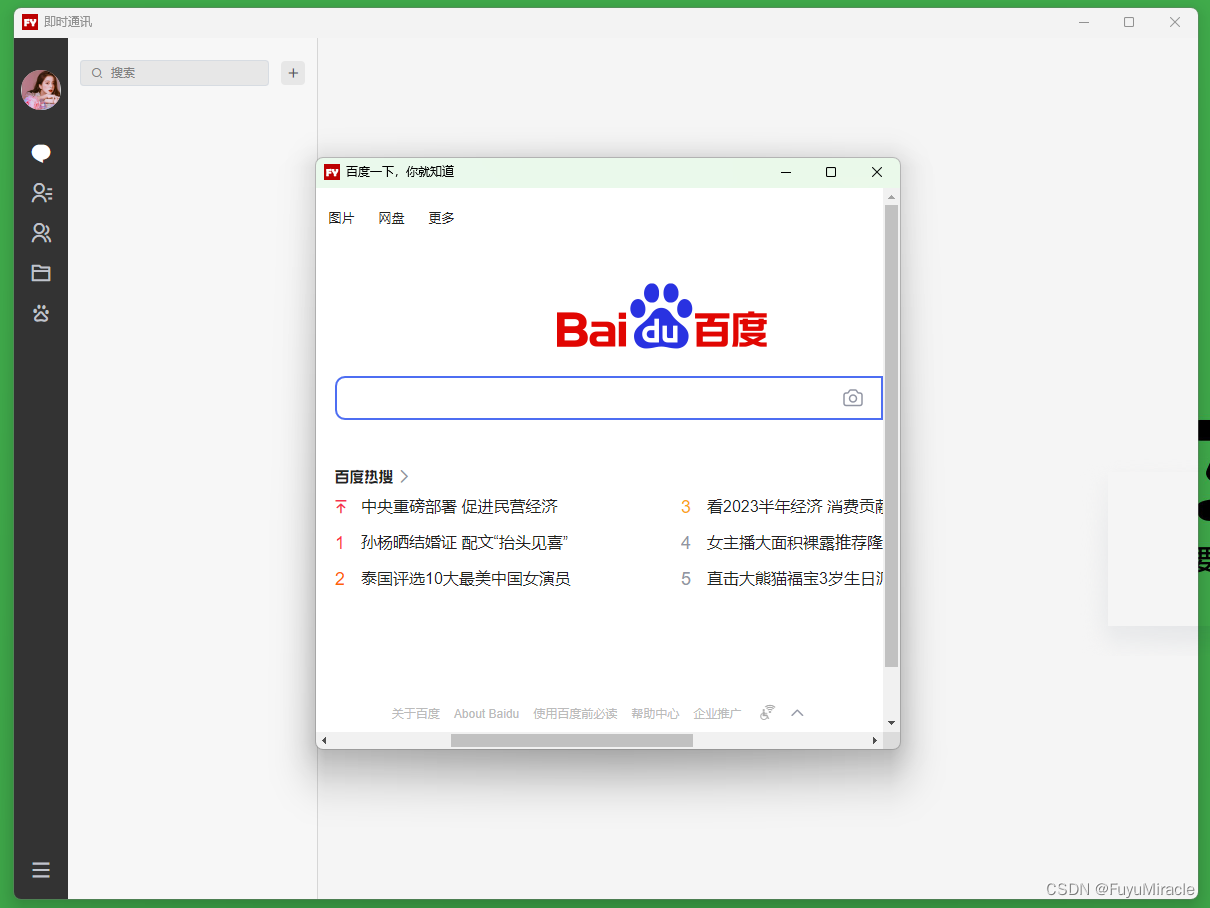 FY 即时通讯
搜索
FY 百度一下，你就知道
图片 网盘 更多
Bai du 百度
百度热搜
中央重磅部署 促进民营经济
1 孙杨晒结婚证 配文“抬头见喜”
2 泰国评选10大最美中国女演员
3 看2023半年经济 消费贡献
4 女主播大面积裸露推荐隆
5 直击大熊猫福宝3岁生日派
关于百度 About Baidu 使用百度前必读 帮助中心 企业推广
CSDN @FuyuMiracle